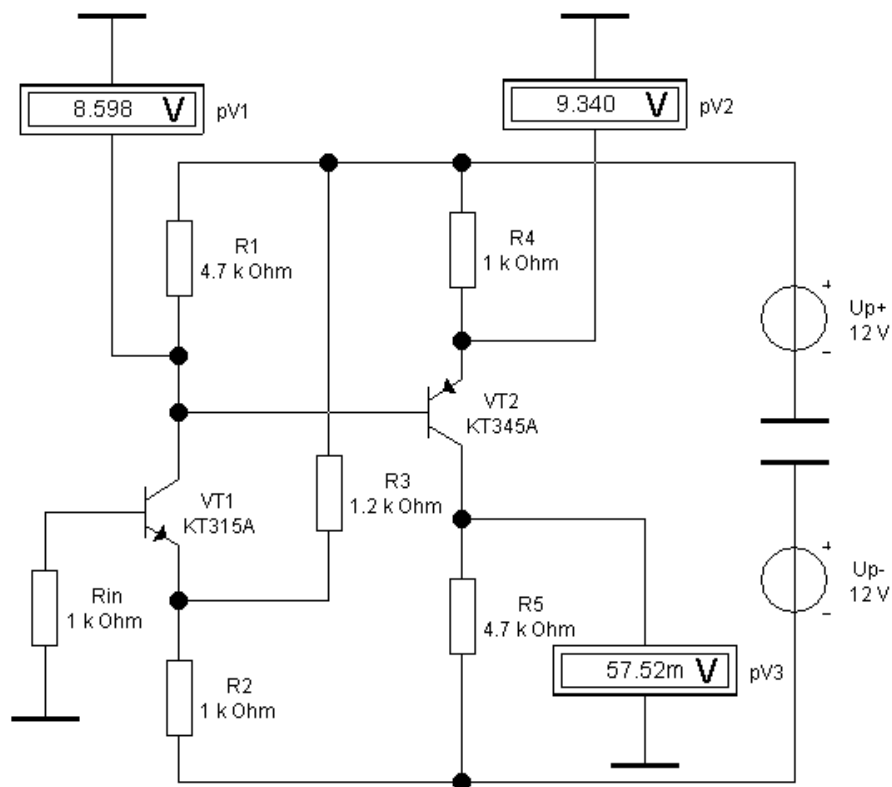 8.598 V
pV1
9.340 V
pV2
R1
4.7 k Ohm
R4
1 k Ohm
Up+
12 V
+
-
VT2
KT345A
R3
1.2 k Ohm
VT1
KT315A
Rin
1 k Ohm
R5
4.7 k Ohm
Up-
12 V
+
-
R2
1 k Ohm
57.52m V
pV3